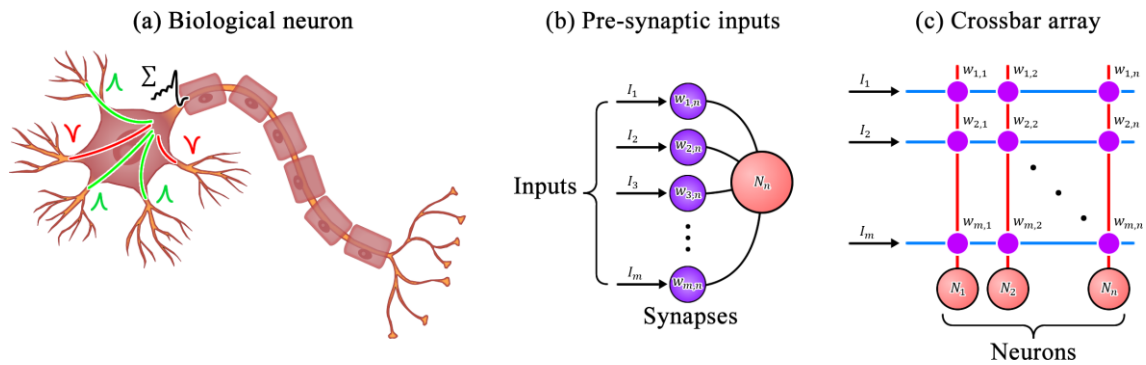 (a) Biological neuron
Σ
(b) Pre-synaptic inputs
I₁
w₁,ₙ
I₂
w₂,ₙ
I₃
w₃,ₙ
Inputs
Nₙ
Iₘ
wₘ,ₙ
Synapses
(c) Crossbar array
w₁,₁ w₁,₂ w₁,ₙ
I₁
w₂,₁ w₂,₂ w₂,ₙ
I₂
wₘ,₁ wₘ,₂ wₘ,ₙ
Iₘ
N₁ N₂ Nₙ
Neurons